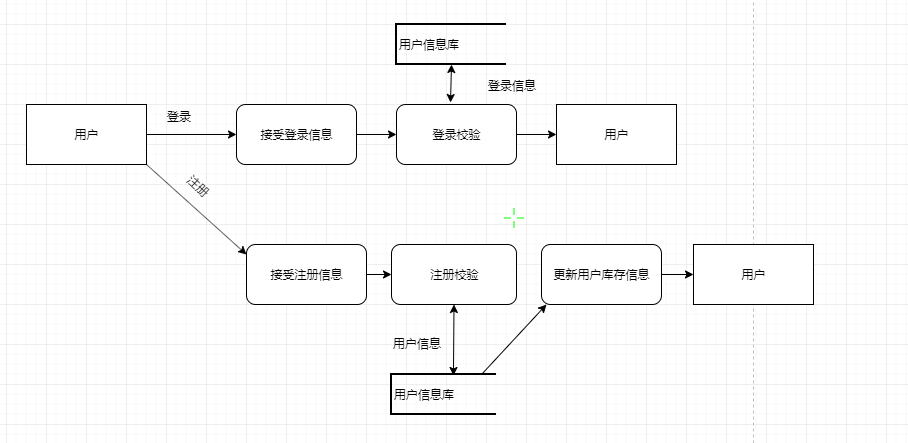 用户信息库
登录信息
用户
登录
接受登录信息
登录校验
用户
注册
接受注册信息
注册校验
更新用户库存信息
用户
用户信息
用户信息库